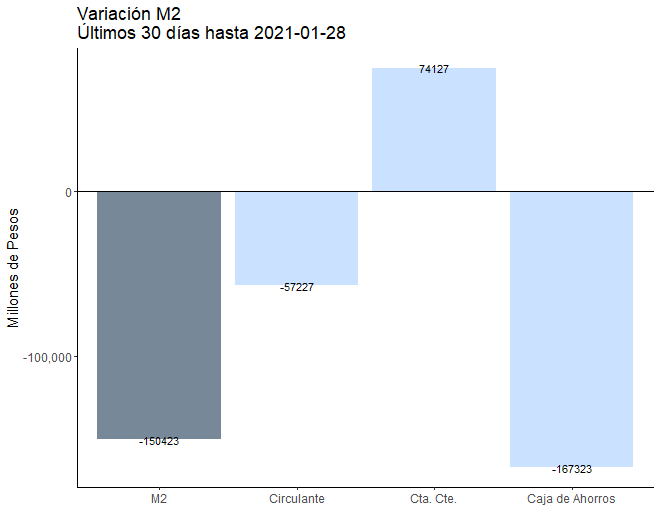 Variación M2
Últimos 30 días hasta 2021-01-28
74127
0
Millones de Pesos
-57227
-100,000
-150423
-167323
M2 Circulante Cta. Cte. Caja de Ahorros